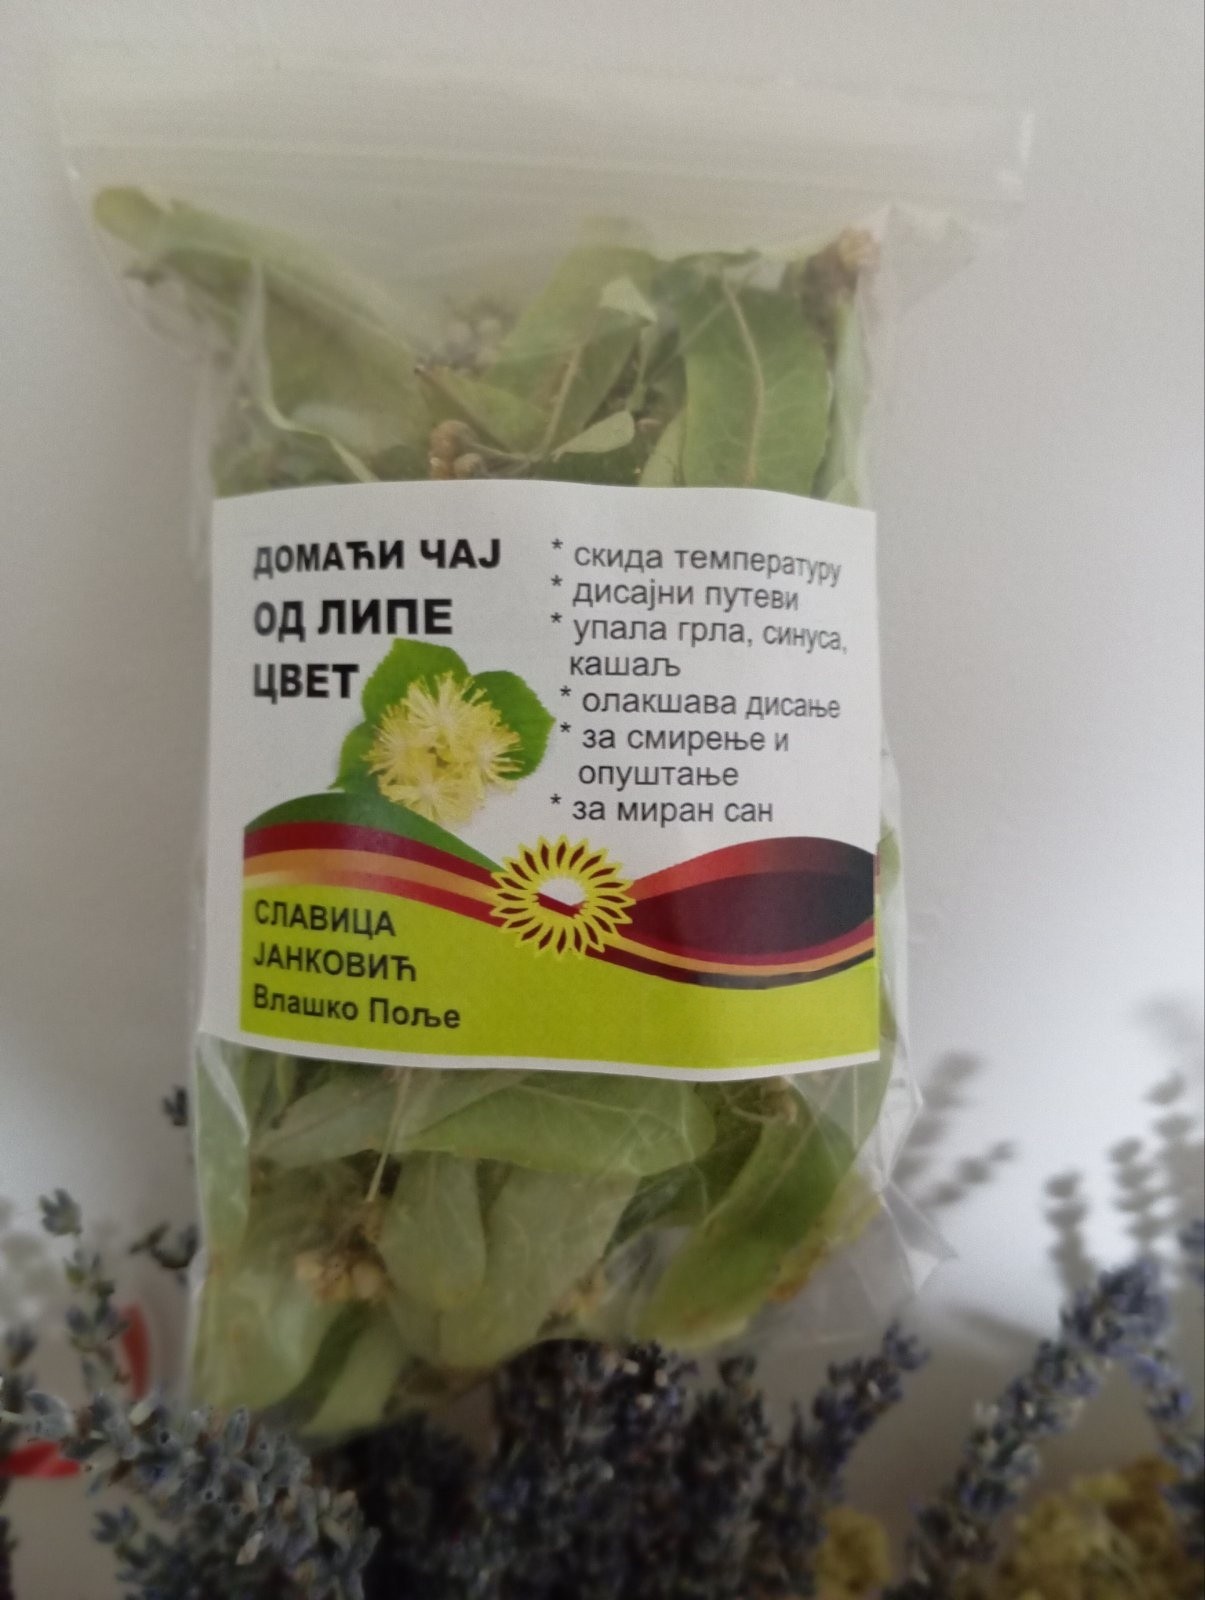 ДОМАЋИ ЧАЈ
ОД ЛИПЕ
ЦВЕТ
* скида температуру
* дисајни путеви
* упала грла, синуса,
кашаљ
* олакшава дисање
* за смирење и
опуштање
* за миран сан
СЛАВИЦА
ЈАНКОВИЋ
Влашко Поље